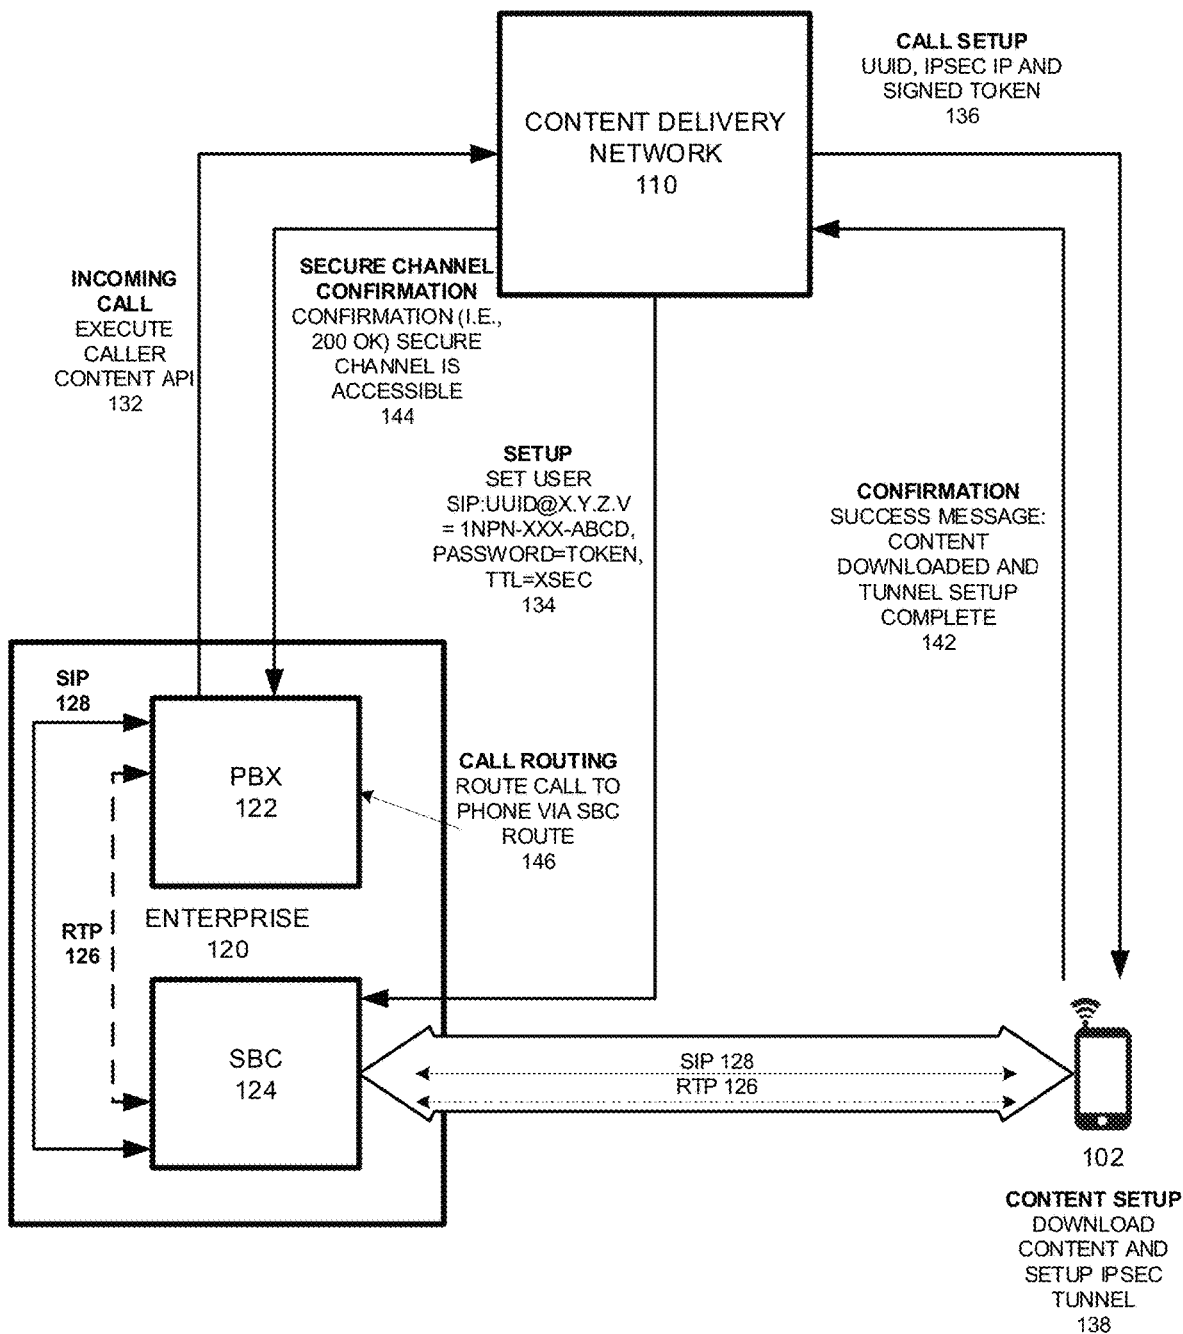 CALL SETUP
UUID, IPSEC IP AND
SIGNED TOKEN
136
CONTENT DELIVERY
NETWORK
110
INCOMING
CALL
EXECUTE
CALLER
CONTENT API
132
SECURE CHANNEL
CONFIRMATION
CONFIRMATION (I.E.,
200 OK) SECURE
CHANNEL IS
ACCESSIBLE
144
SETUP
SET USER
SIP:UUID@X.Y.Z.V
= 1NPN-XXX-ABCD,
PASSWORD=TOKEN,
TTL=XSEC
134
CONFIRMATION
SUCCESS MESSAGE:
CONTENT
DOWNLOADED AND
TUNNEL SETUP
COMPLETE
142
SIP
128
PBX
122
CALL ROUTING
ROUTE CALL TO
PHONE VIA SBC
ROUTE
146
RTP
126
ENTERPRISE
120
SBC
124
SIP 128
RTP 126
102
CONTENT SETUP
DOWNLOAD
CONTENT AND
SETUP IPSEC
TUNNEL
138